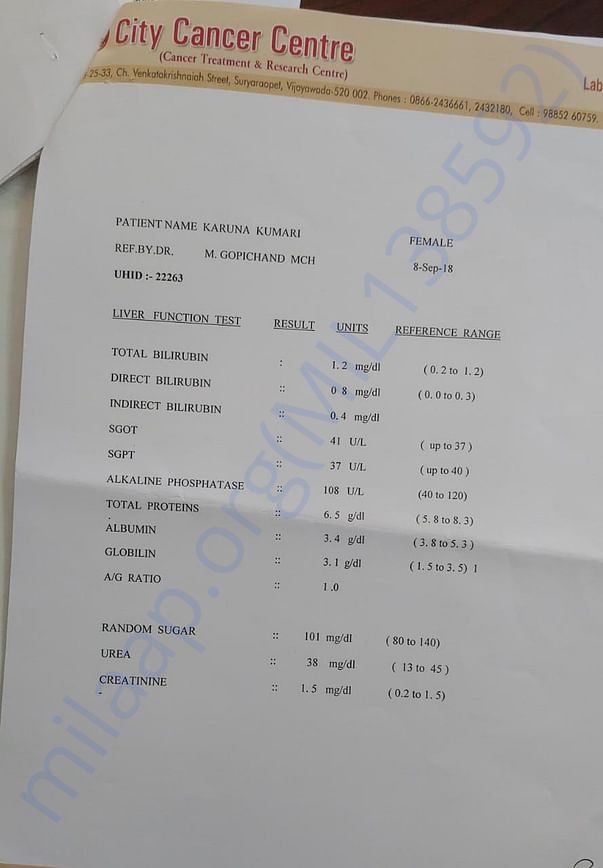 City Cancer Centre
(Cancer Treatment & Research Centre)
-25-33, Ch. Venkatakrishnaiah Street, Suryaraopet, Vijayawada-520 002. Phones : 0866-2436661, 2432180, Cell : 98852 60759.
Lab
PATIENT NAME KARUNA KUMARI FEMALE
REF.BY.DR. M. GOPICHAND MCH 8-Sep-18
UHID :- 22263
LIVER FUNCTION TEST RESULT UNITS REFERENCE RANGE
TOTAL BILIRUBIN : 1. 2 mg/dl ( 0. 2 to 1. 2)
DIRECT BILIRUBIN :: 0 8 mg/dl ( 0. 0 to 0. 3)
INDIRECT BILIRUBIN :: 0. 4 mg/dl
SGOT :: 41 U/L ( up to 37 )
SGPT :: 37 U/L ( up to 40 )
ALKALINE PHOSPHATASE :: 108 U/L (40 to 120)
TOTAL PROTEINS :: 6. 5 g/dl ( 5. 8 to 8. 3)
ALBUMIN :: 3. 4 g/dl ( 3. 8 to 5. 3 )
GLOBILIN :: 3. 1 g/dl ( 1. 5 to 3. 5) 1
A/G RATIO :: 1 .0
RANDOM SUGAR :: 101 mg/dl ( 80 to 140)
UREA :: 38 mg/dl ( 13 to 45 )
CREATININE :: 1. 5 mg/dl ( 0.2 to 1. 5)
milaap.org(MIL138592)